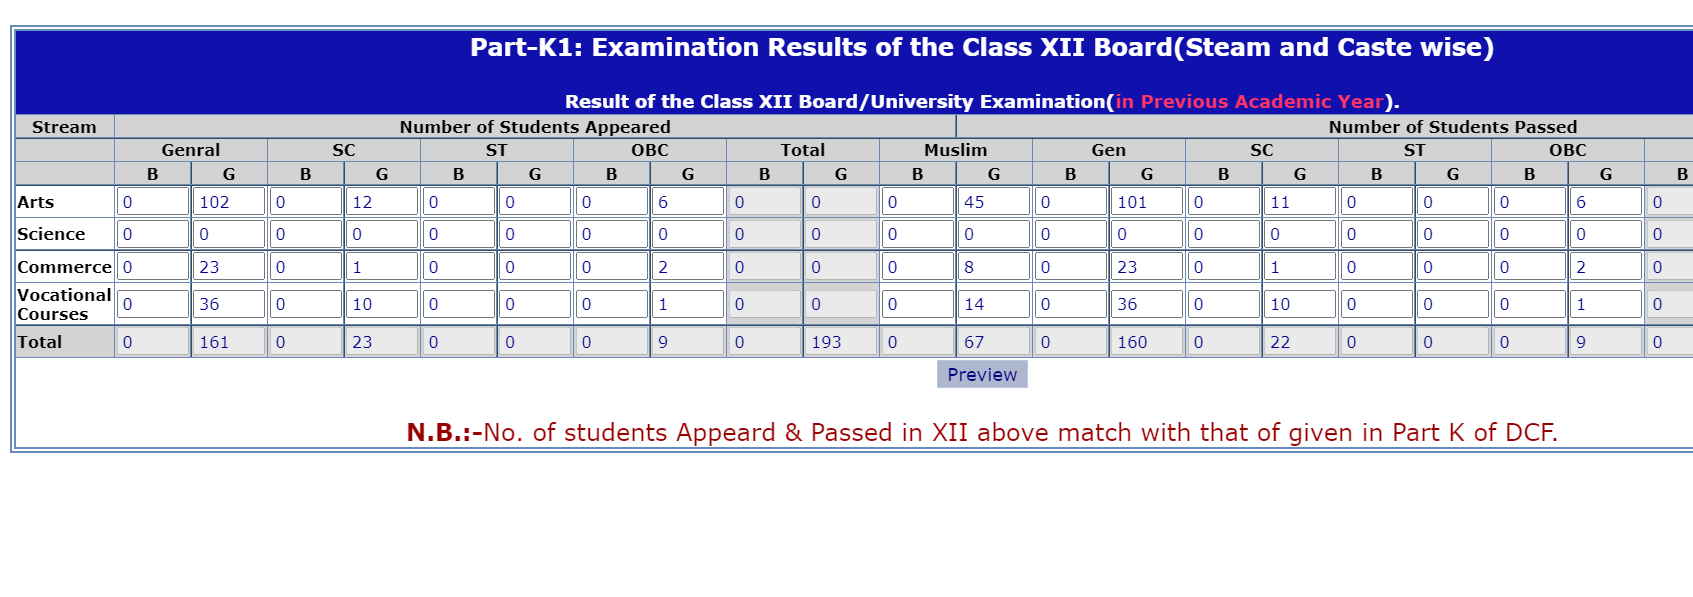 Part-K1: Examination Results of the Class XII Board(Steam and Caste wise)
Result of the Class XII Board/University Examination(in Previous Academic Year).
Stream Number of Students Appeared Number of Students Passed
Genral SC ST OBC Total Muslim Gen SC ST OBC
B G B G B G B G B G B G B G B G B G B G B
Arts 0 102 0 12 0 0 0 6 0 0 0 45 0 101 0 11 0 0 0 6 0
Science 0 0 0 0 0 0 0 0 0 0 0 0 0 0 0 0 0 0 0 0 0
Commerce 0 23 0 1 0 0 0 2 0 0 0 8 0 23 0 1 0 0 0 2 0
Vocational
Courses 0 36 0 10 0 0 0 1 0 0 0 14 0 36 0 10 0 0 0 1 0
Total 0 161 0 23 0 0 0 9 0 193 0 67 0 160 0 22 0 0 0 9 0
Preview
N.B.:-No. of students Appeard & Passed in XII above match with that of given in Part K of DCF.